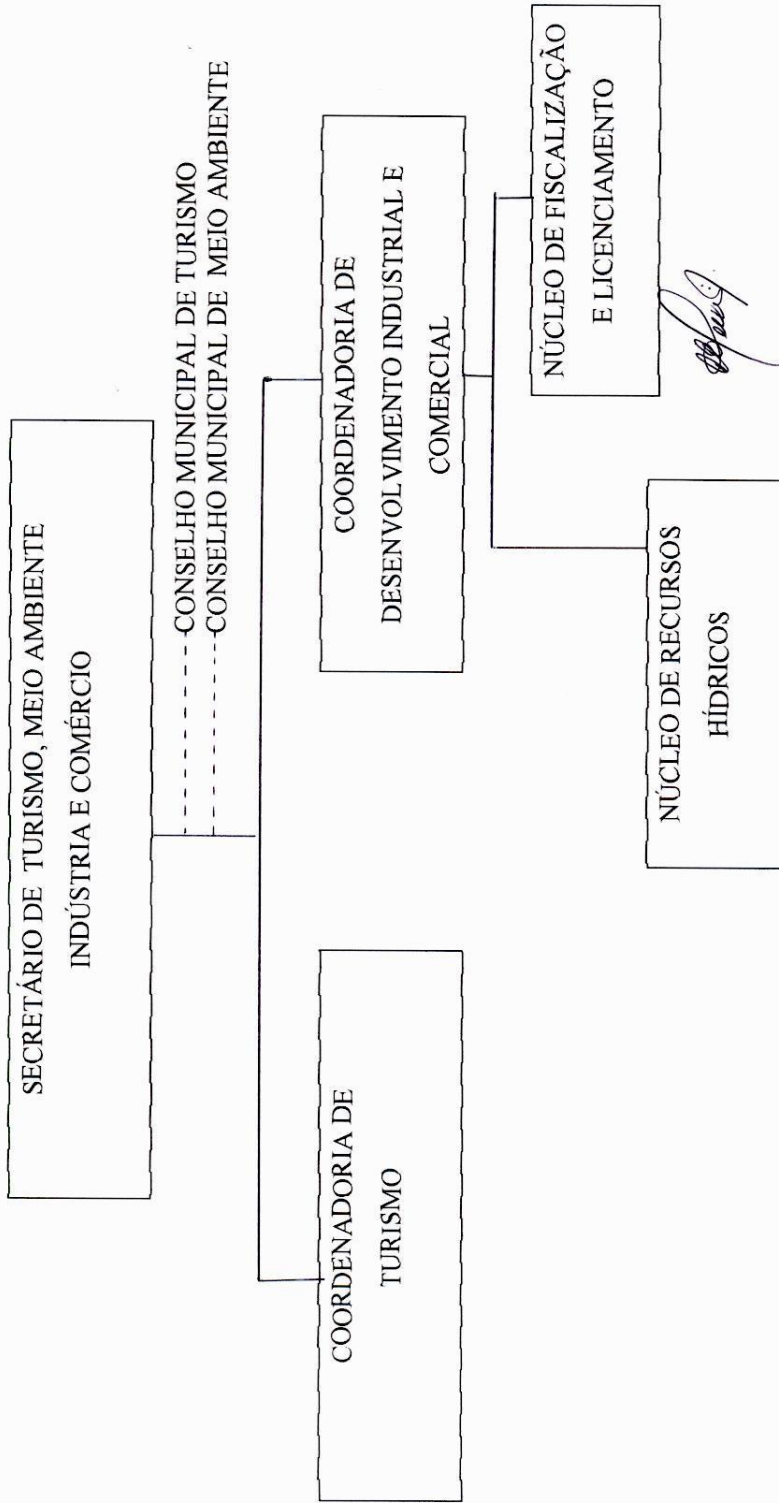 SECRETÁRIO DE TURISMO, MEIO AMBIENTE
INDÚSTRIA E COMÉRCIO
CONSELHO MUNICIPAL DE TURISMO
CONSELHO MUNICIPAL DE MEIO AMBIENTE
COORDENADORIA DE
TURISMO
COORDENADORIA DE
DESENVOLVIMENTO INDUSTRIAL E
COMERCIAL
NÚCLEO DE RECURSOS
HÍDRICOS
NÚCLEO DE FISCALIZAÇÃO
E LICENCIAMENTO